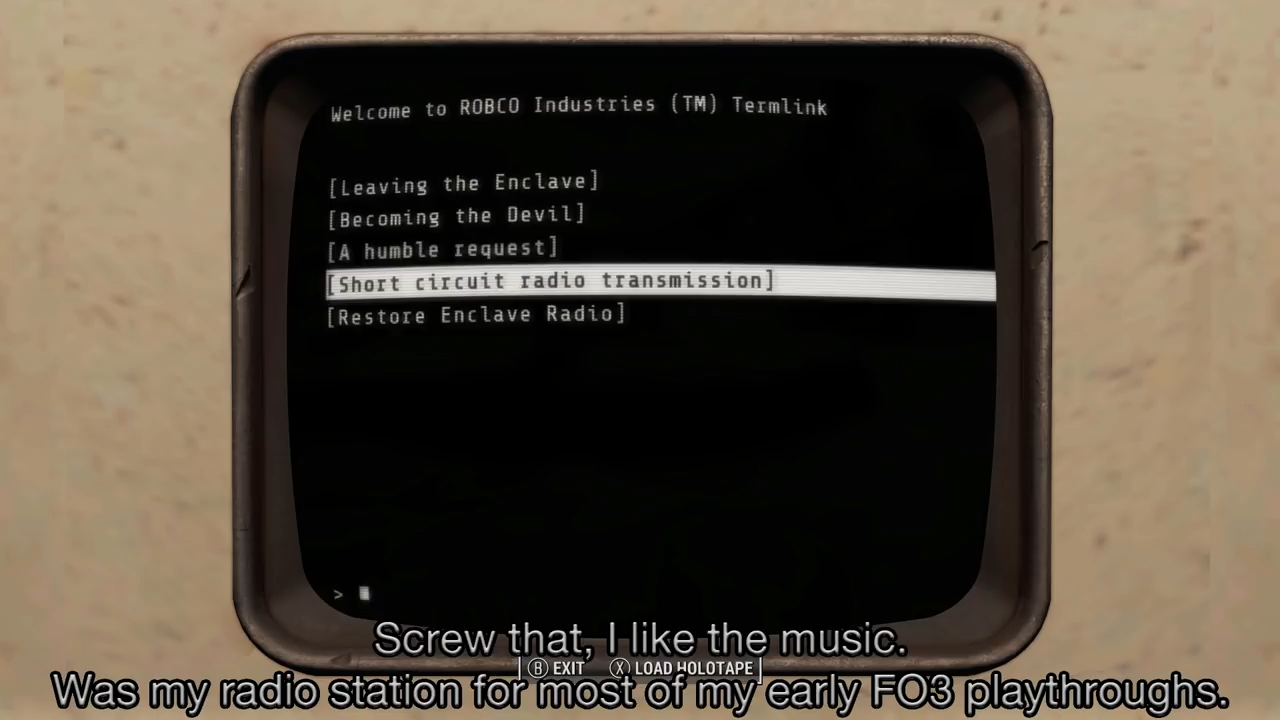 Welcome to ROBCO Industries (TM) Termlink
[Leaving the Enclave]
[Becoming the Devil]
[A humble request]
[Short circuit radio transmission]
[Restore Enclave Radio]
>
Screw that, I like the music.
[ (B) EXIT (X) LOAD HOLOTAPE ]
Was my radio station for most of my early FO3 playthroughs.